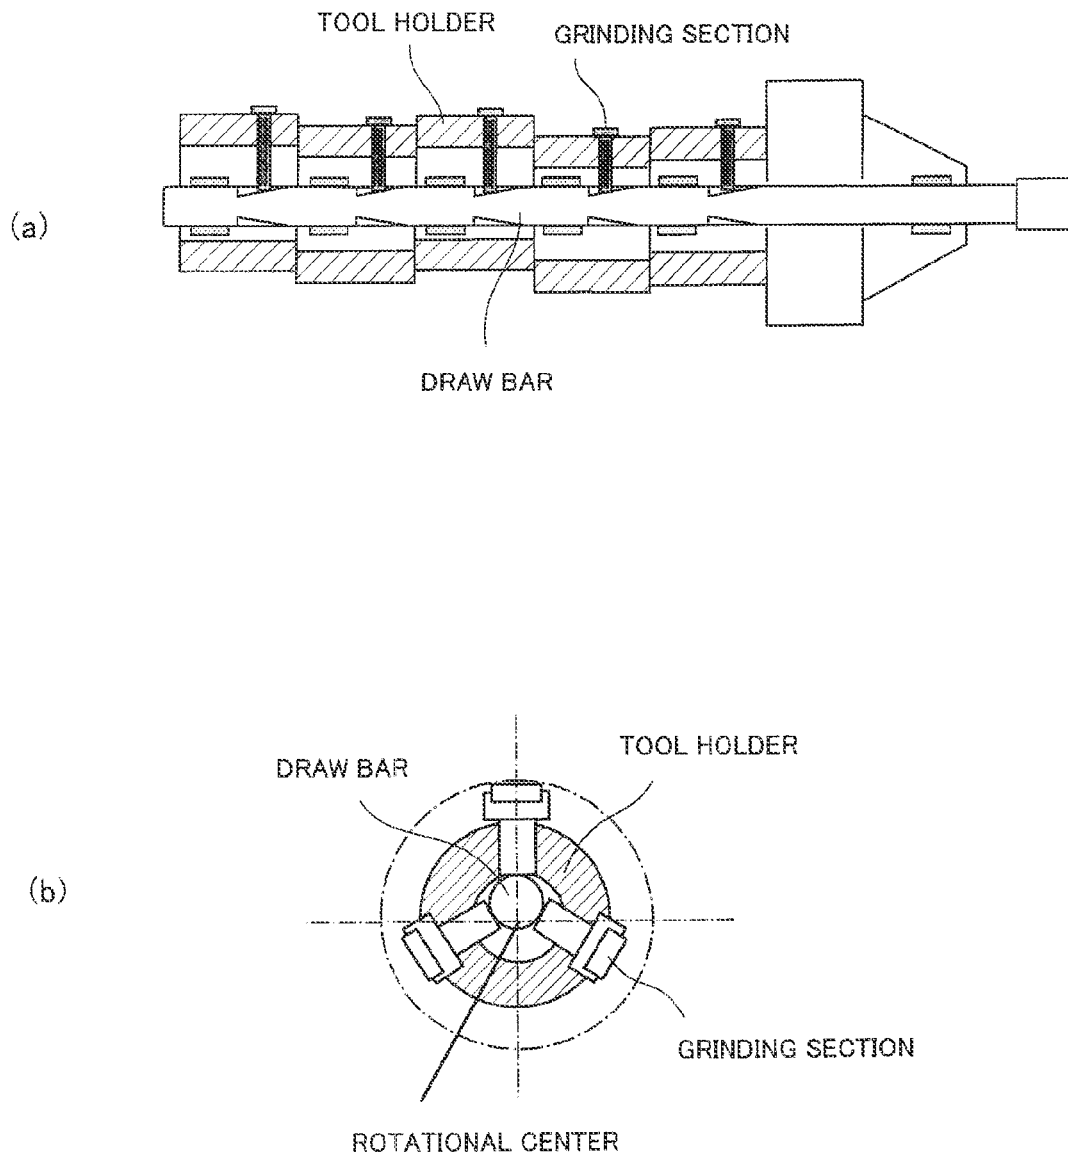 TOOL HOLDER
GRINDING SECTION
(a)
DRAW BAR
TOOL HOLDER
DRAW BAR
(b)
GRINDING SECTION
ROTATIONAL CENTER